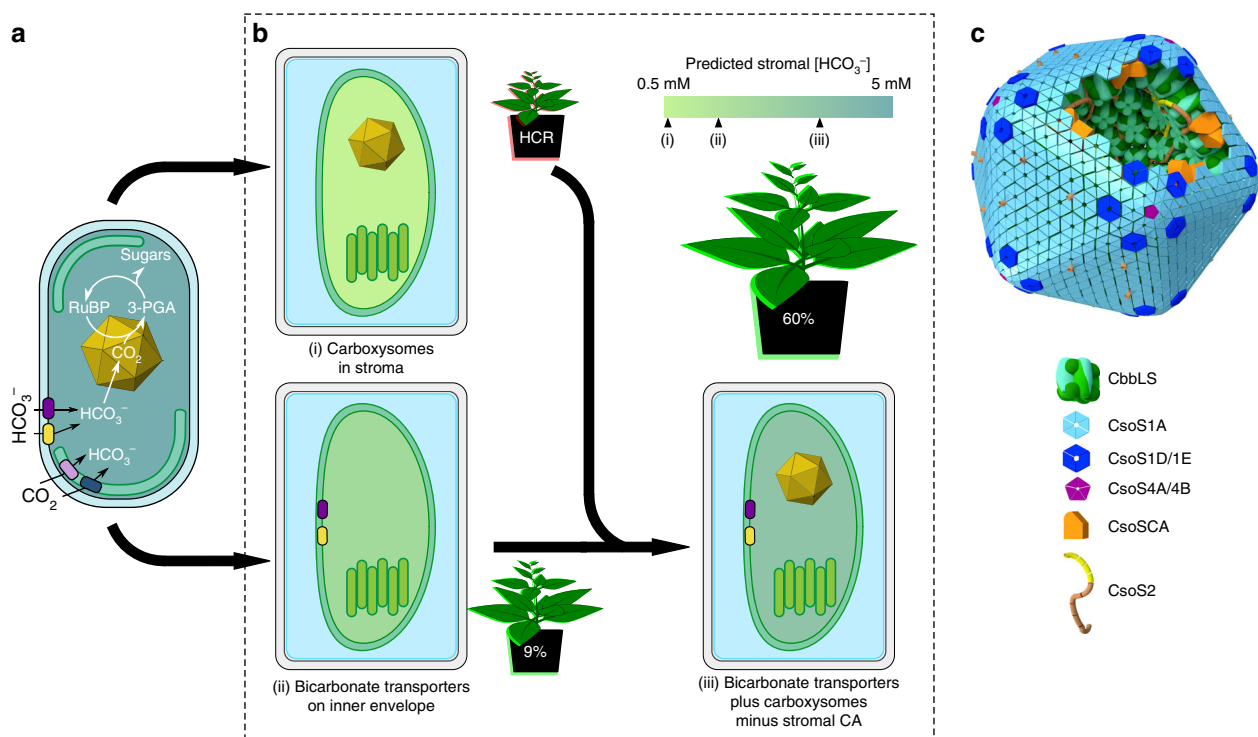 a
Sugars
RuBP
3-PGA
CO₂
HCO₃⁻
HCO₃⁻
HCO₃⁻
CO₂
b
(i) Carboxysomes
in stroma
HCR
Predicted stromal [HCO₃⁻]
0.5 mM
5 mM
(i)
(ii)
(iii)
60%
(ii) Bicarbonate transporters
on inner envelope
9%
(iii) Bicarbonate transporters
plus carboxysomes
minus stromal CA
c
CbbLS
CsoS1A
CsoS1D/1E
CsoS4A/4B
CsoSCA
CsoS2